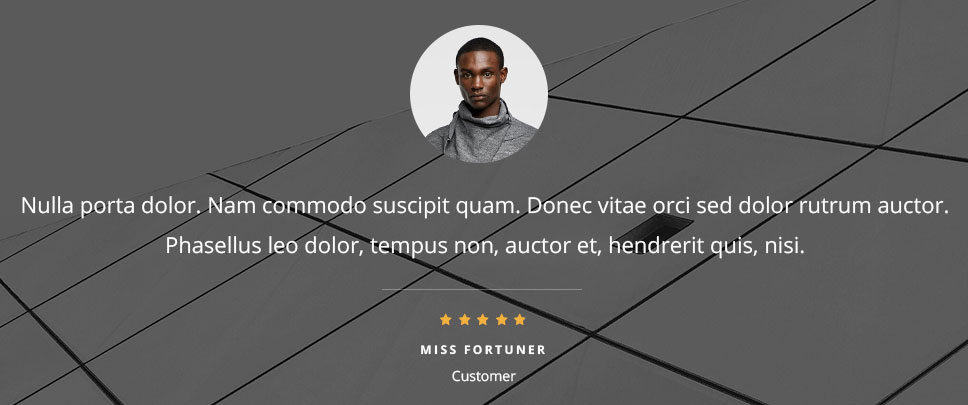 Nulla porta dolor. Nam commodo suscipit quam. Donec vitae orci sed dolor rutrum auctor.
Phasellus leo dolor, tempus non, auctor et, hendrerit quis, nisi.
MISS FORTUNER
Customer